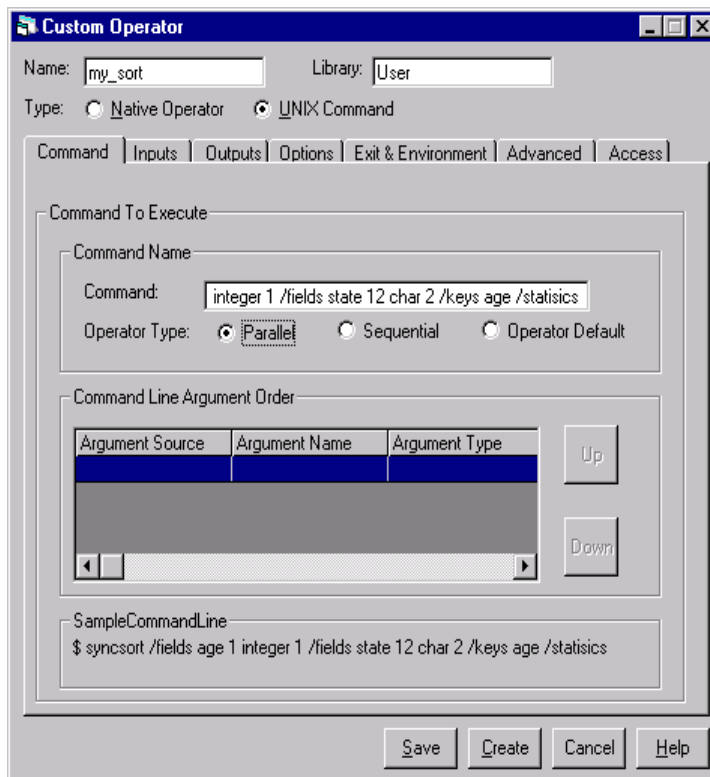 Custom Operator
Name: my_sort Library: User
Type: Native Operator UNIX Command
Command Inputs Outputs Options Exit & Environment Advanced Access
Command To Execute
Command Name
Command: integer 1 /fields state 12 char 2 /keys age /statisics
Operator Type: Parallel Sequential Operator Default
Command Line Argument Order
Argument Source Argument Name Argument Type
Up
Down
SampleCommandLine
$ syncsort /fields age 1 integer 1 /fields state 12 char 2 /keys age /statisics
Save Create Cancel Help